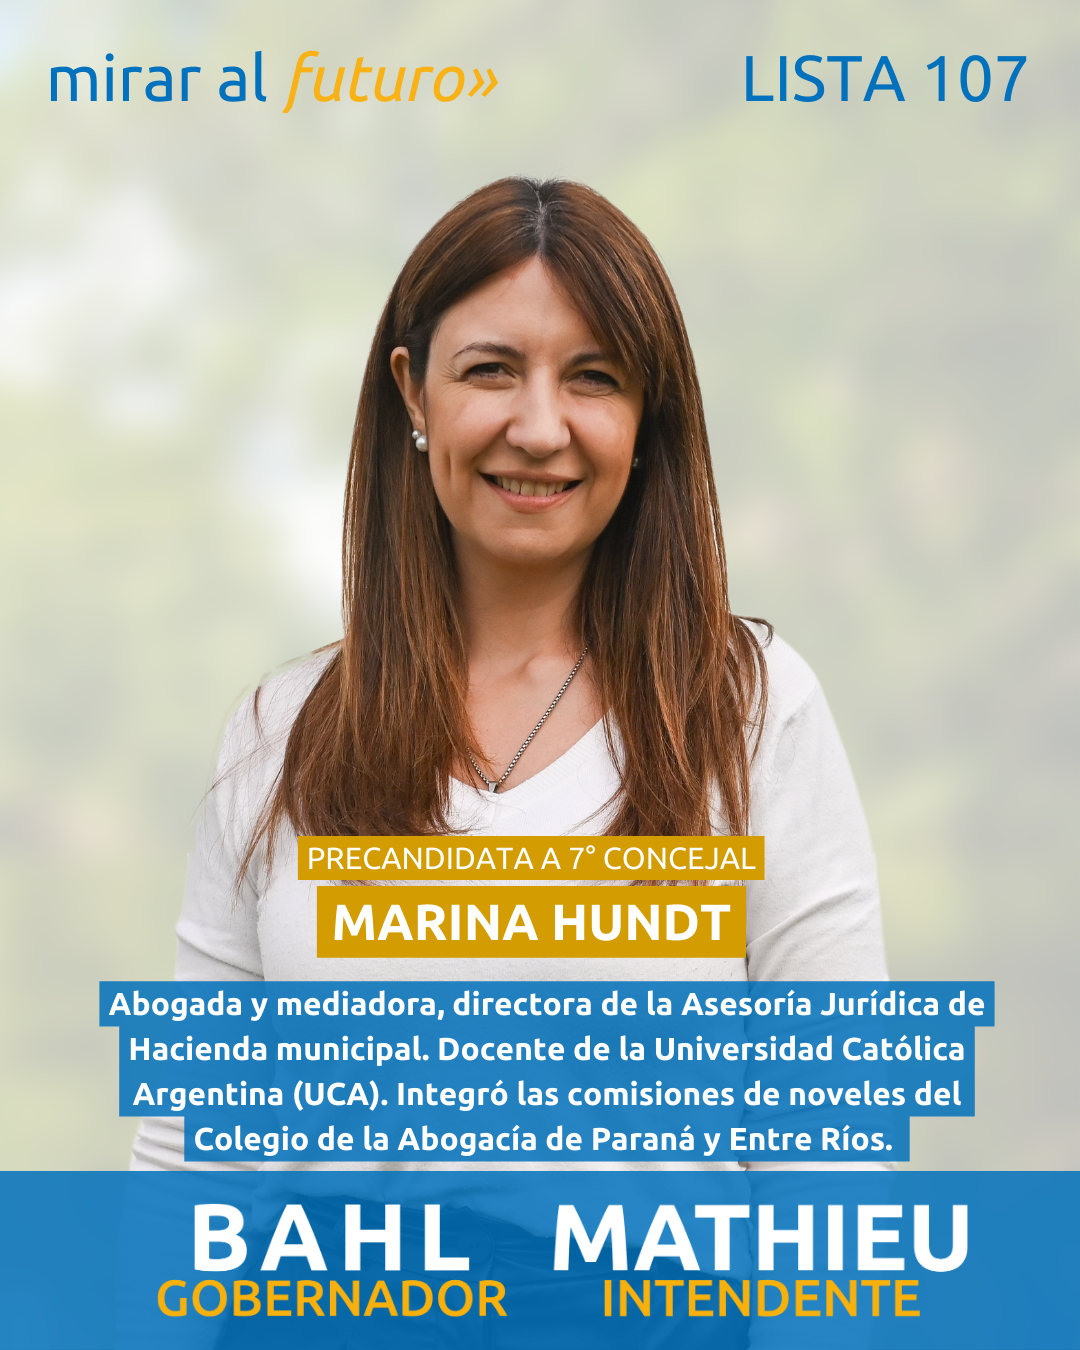 mirar al futuro»
LISTA 107
PRECANDIDATA A 7° CONCEJAL
MARINA HUNDT
Abogada y mediadora, directora de la Asesoría Jurídica de
Hacienda municipal. Docente de la Universidad Católica
Argentina (UCA). Integró las comisiones de noveles del
Colegio de la Abogacía de Paraná y Entre Ríos.
BAHL
GOBERNADOR
MATHIEU
INTENDENTE